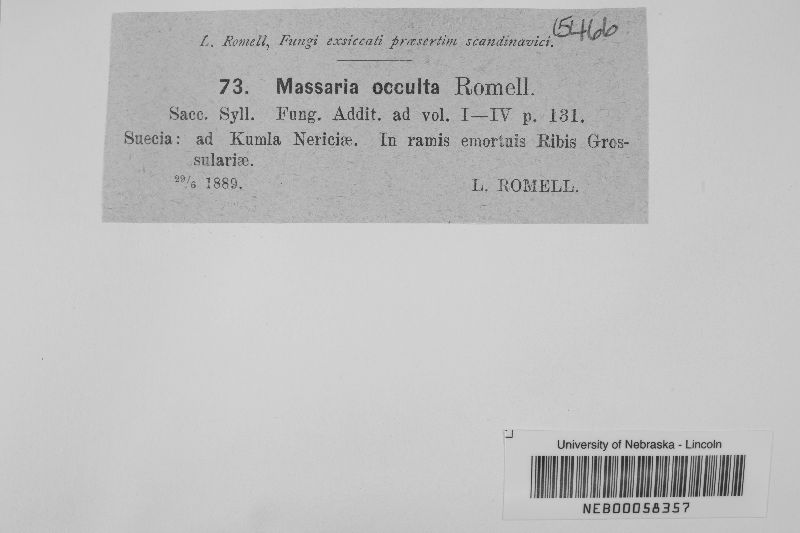 L. Romell, Fungi exsiccati præsertim scandinavici.
5466
73. Massaria occulta Romell.
Sacc. Syll. Fung. Addit. ad vol. I—IV p. 131.
Suecia: ad Kumla Nericiæ. In ramis emortuis Ribis Gros-
sulariæ.
29/6 1889. L. ROMELL.
University of Nebraska - Lincoln
NEB00058357